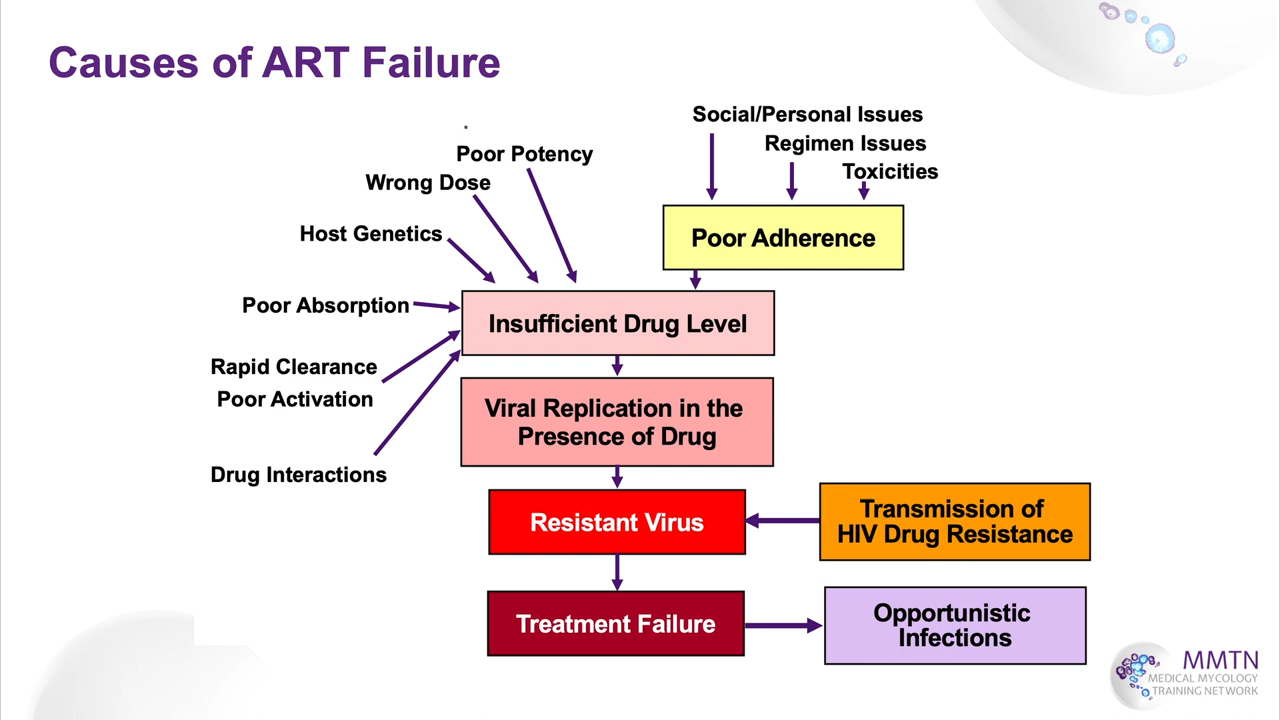 Causes of ART Failure
Social/Personal Issues
Regimen Issues
Toxicities
Poor Potency
Wrong Dose
Host Genetics
Poor Adherence
Poor Absorption
Insufficient Drug Level
Rapid Clearance
Poor Activation
Viral Replication in the
Presence of Drug
Drug Interactions
Resistant Virus
Transmission of
HIV Drug Resistance
Treatment Failure
Opportunistic
Infections
MMTN
MEDICAL MYCOLOGY
TRAINING NETWORK